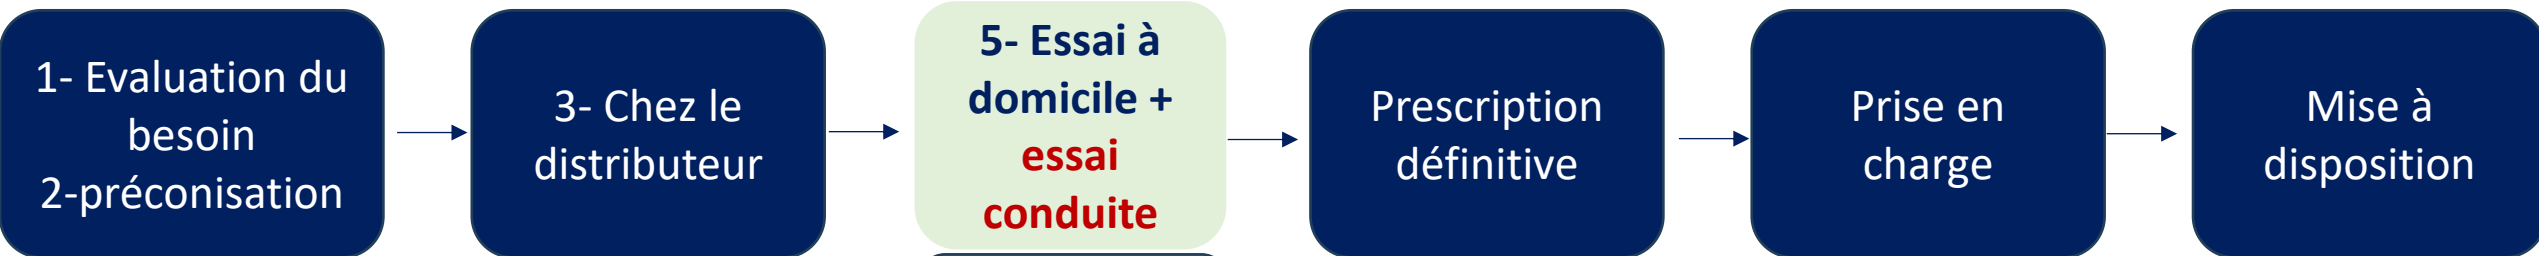 1- Evaluation du
besoin
2-préconisation
3- Chez le
distributeur
5- Essai à
domicile +
essai
conduite
Prescription
définitive
Prise en
charge
Mise à
disposition